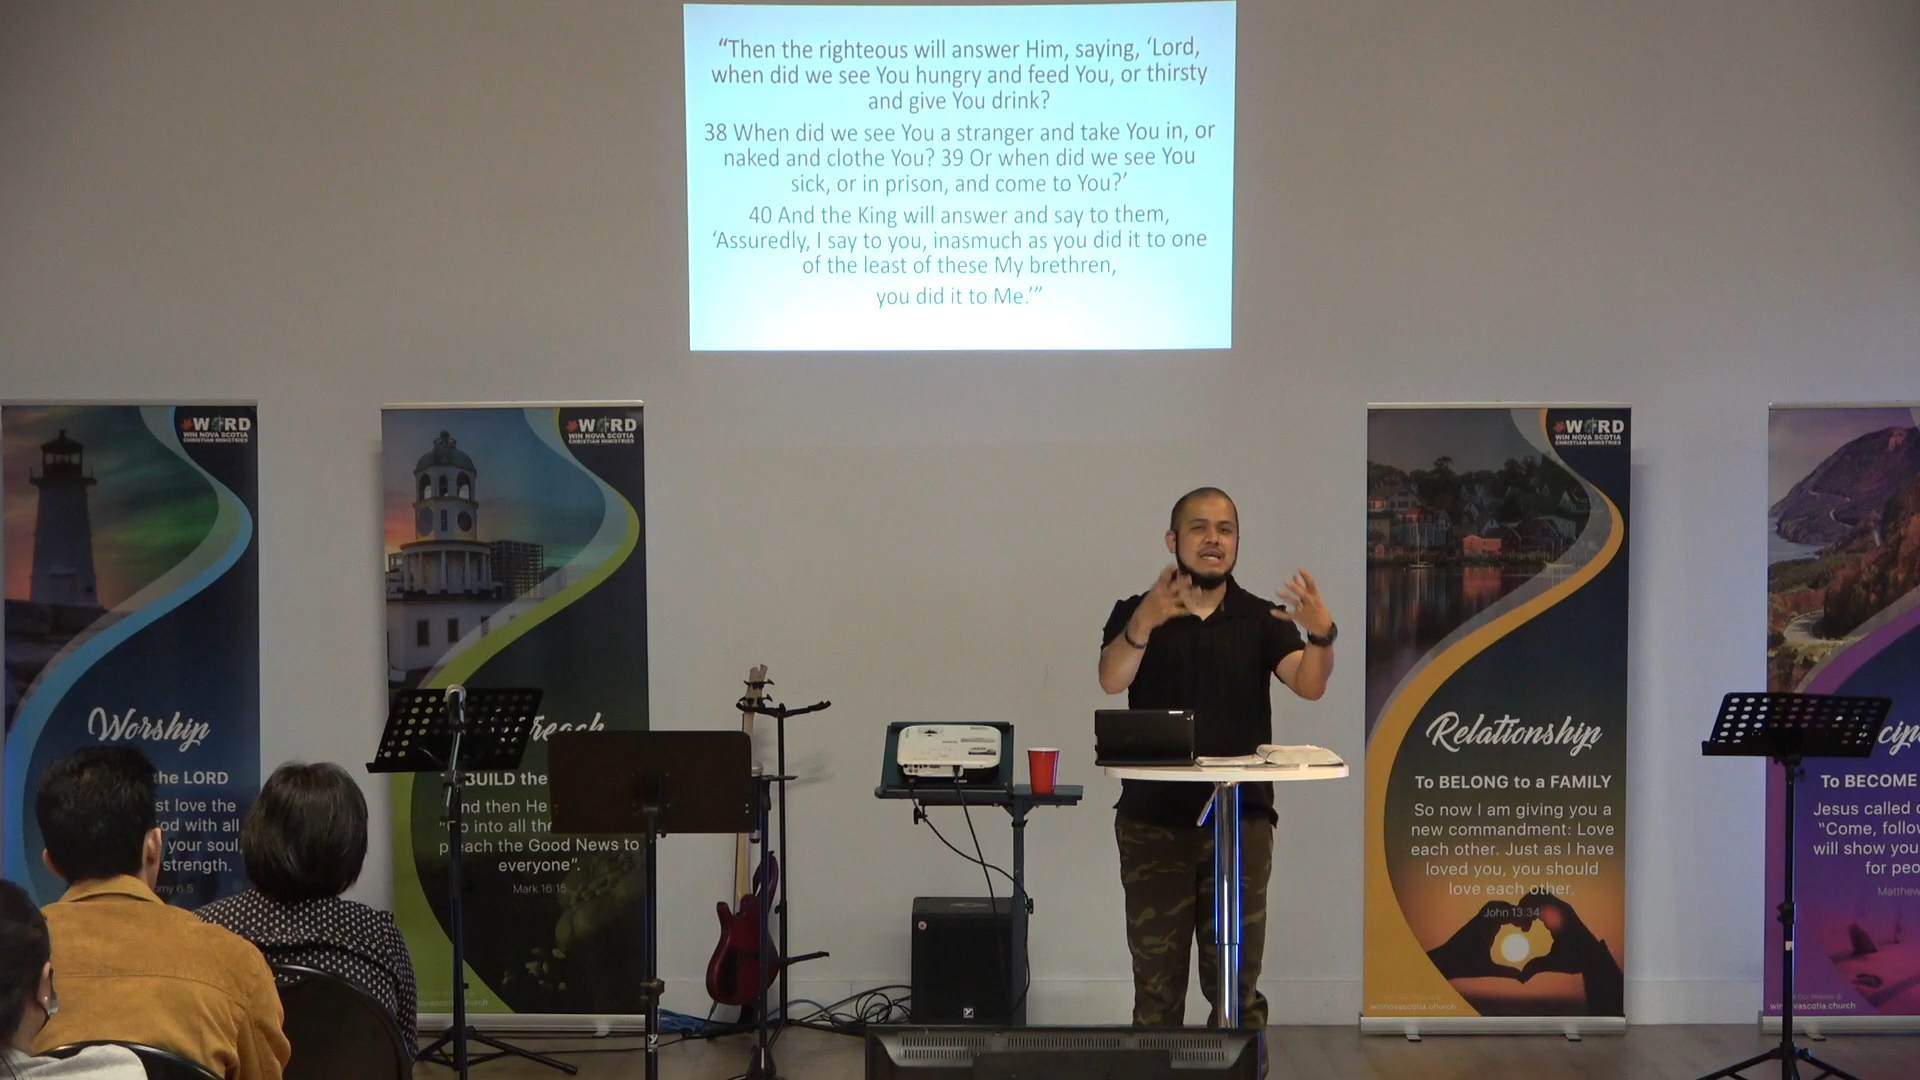 “Then the righteous will answer Him, saying, ‘Lord,
when did we see You hungry and feed You, or thirsty
and give You drink?
38 When did we see You a stranger and take You in, or
naked and clothe You? 39 Or when did we see You
sick, or in prison, and come to You?’
40 And the King will answer and say to them,
‘Assuredly, I say to you, inasmuch as you did it to one
of the least of these My brethren,
you did it to Me.’”
WORD
WIN NOVA SCOTIA
CHRISTIAN MINISTRIES
Worship
the LORD
love the
with all
your soul,
strength.
6:5
WORD
WIN NOVA SCOTIA
CHRISTIAN MINISTRIES
BUILD the
And then He
into all the
preach the Good News to
everyone”.
Mark 16:15
WORD
WIN NOVA SCOTIA
CHRISTIAN MINISTRIES
Relationship
To BELONG to a FAMILY
So now I am giving you a
new commandment: Love
each other. Just as I have
loved you, you should
love each other.
John 13:34
winnovascotia.church
To BECOME
Jesus called
“Come,
will show you
for
Matthew